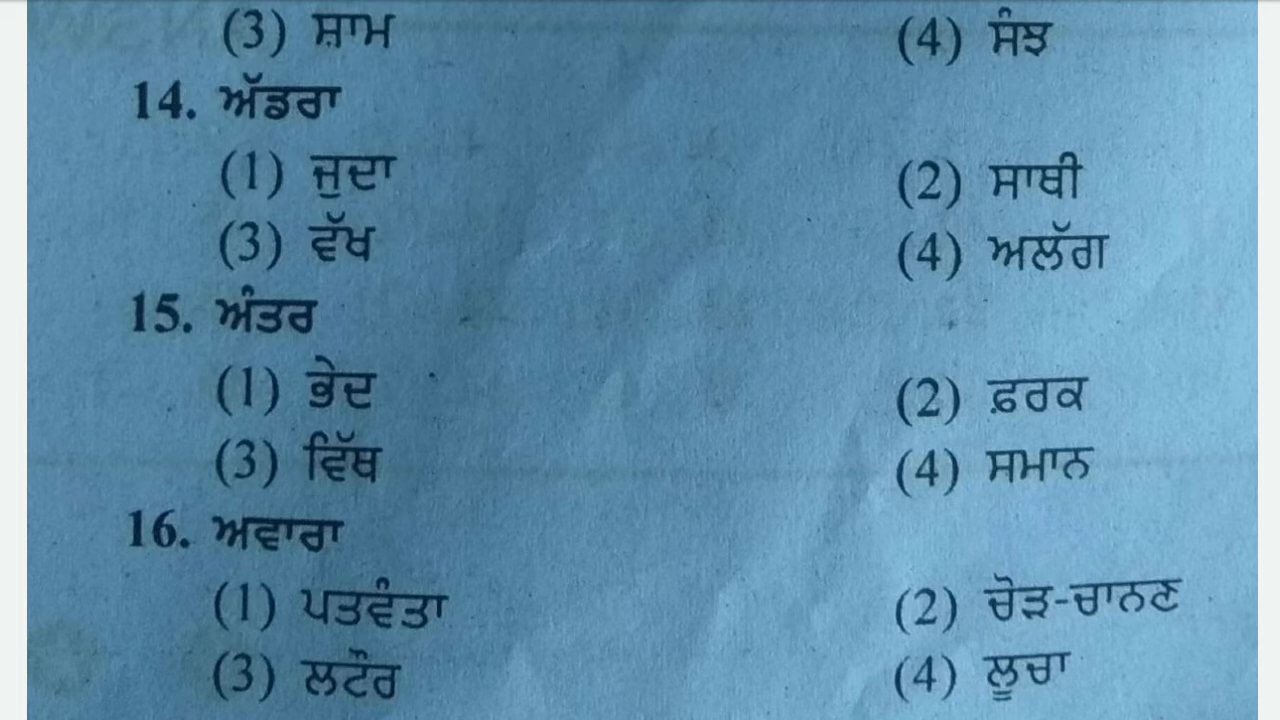 (3) ਸ਼ਾਮ (4) ਸੰਝ
14. ਅੱਡਰਾ
(1) ਜੁਦਾ (2) ਸਾਥੀ
(3) ਵੱਖ (4) ਅਲੱਗ
15. ਅੰਤਰ
(1) ਭੇਦ (2) ਫ਼ਰਕ
(3) ਵਿੱਥ (4) ਸਮਾਨ
16. ਅਵਾਰਾ
(1) ਪਤਵੰਤਾ (2) ਚੋੜ-ਚਾਨਣ
(3) ਲਟੌਰ (4) ਲੂਚਾ